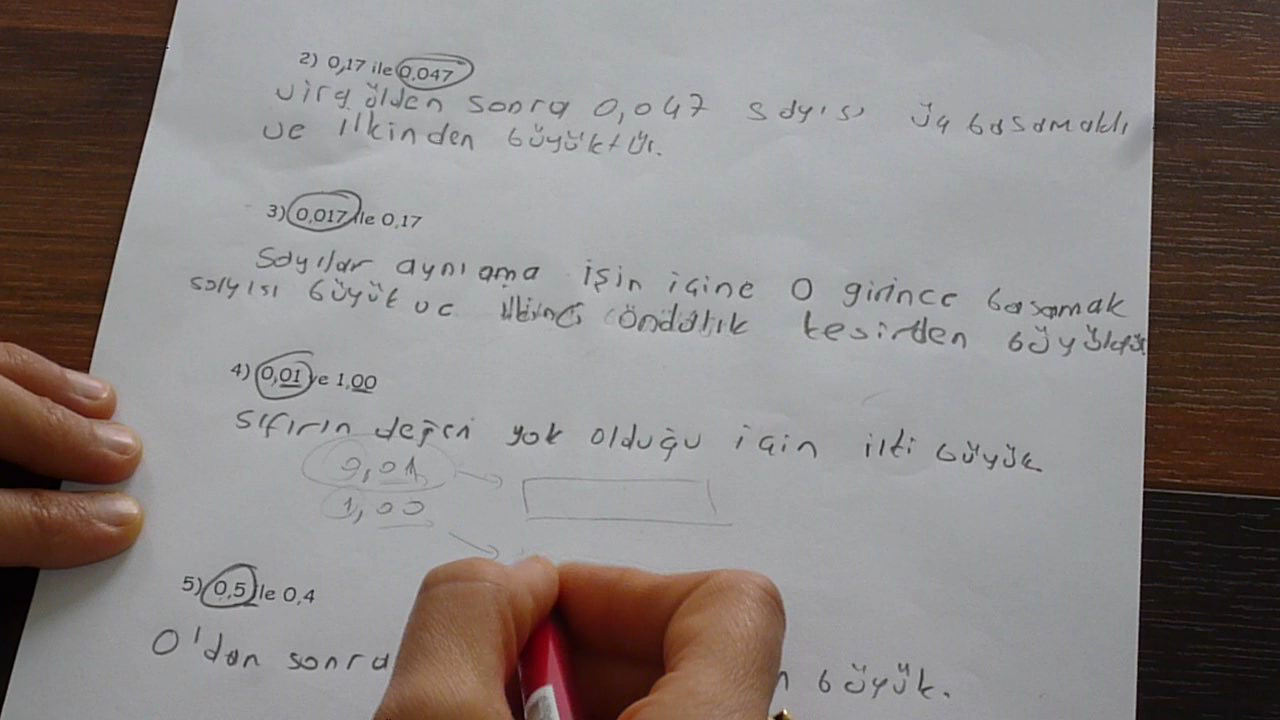 2) 0,17 ile 0,047
virgülden sonra 0,047 sayısı üç basamaklı
ve ilkinden büyüktür.
3) 0,017 ile 0,17
Sayılar aynı ama işin içine 0 girince basamak
sayısı büyük ve ikinci öndalık kesirden büyüktür
4) 0,01 ve 1,00
Sıfırın değeri yok olduğu için ilki büyük
0,01
1,00
5) 0,5 ile 0,4
0'dan sonra büyük.